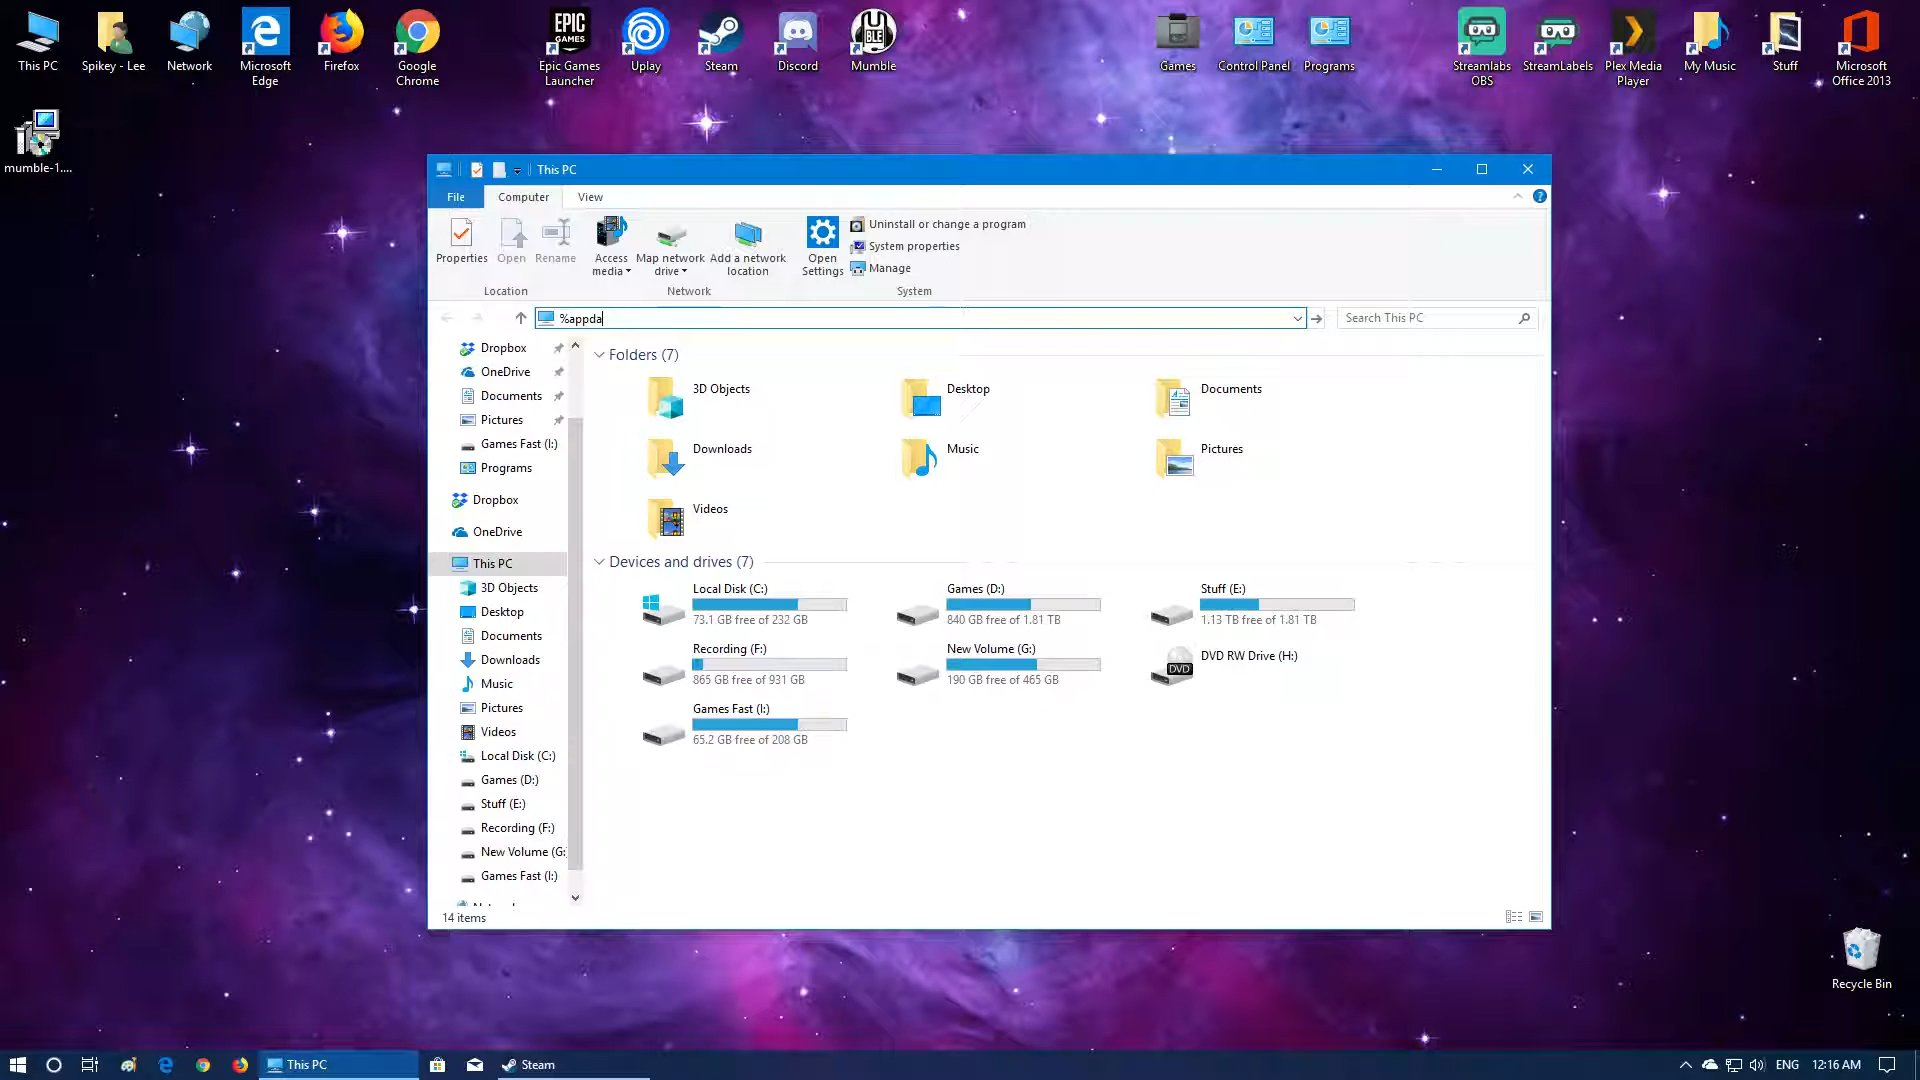 This PC
Spikey - Lee
Network
Microsoft
Edge
Firefox
Google
Chrome
EPIC
GAMES
Epic Games
Launcher
Uplay
Steam
Discord
MUM
BLE
Mumble
Games
Control Panel
Programs
Streamlabs
OBS
StreamLabels
Plex Media
Player
My Music
Stuff
Microsoft
Office 2013
mumble-1....
This PC
File
Computer
View
Properties
Open
Rename
Access
media
Map network
drive
Add a network
location
Open
Settings
Uninstall or change a program
System properties
Manage
Location
Network
System
%appda
Search This PC
Dropbox
OneDrive
Documents
Pictures
Games Fast (I:)
Programs
Dropbox
OneDrive
This PC
3D Objects
Desktop
Documents
Downloads
Music
Pictures
Videos
Local Disk (C:)
Games (D:)
Stuff (E:)
Recording (F:)
New Volume (G:
Games Fast (I:)
Folders (7)
3D Objects
Desktop
Documents
Downloads
Music
Pictures
Videos
Devices and drives (7)
Local Disk (C:)
73.1 GB free of 232 GB
Games (D:)
840 GB free of 1.81 TB
Stuff (E:)
1.13 TB free of 1.81 TB
Recording (F:)
865 GB free of 931 GB
New Volume (G:)
190 GB free of 465 GB
DVD
DVD RW Drive (H:)
Games Fast (I:)
65.2 GB free of 208 GB
14 items
Recycle Bin
This PC
Steam
ENG
12:16 AM